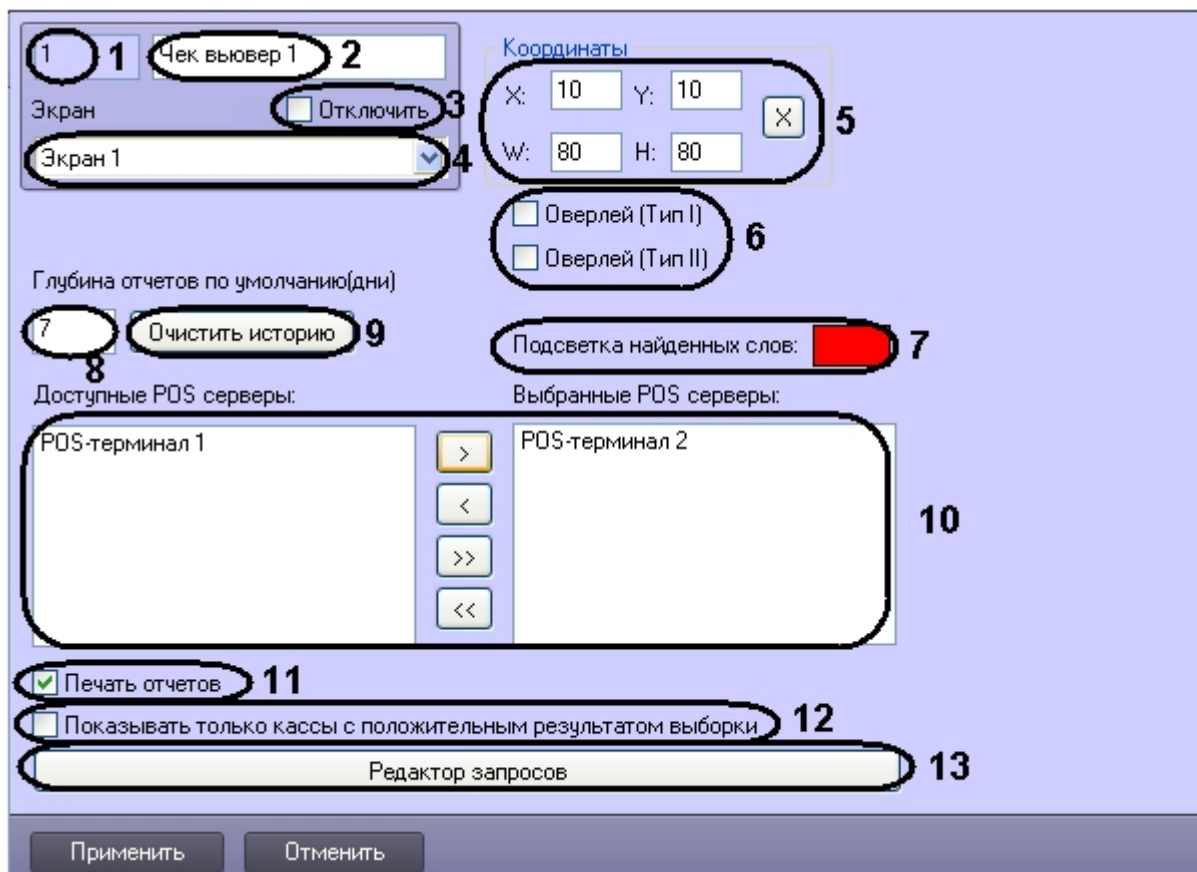 1 1 Чек вьювер 1 2
Экран Отключить 3
Экран 1 4
Координаты
X: 10 Y: 10 X 5
W: 80 H: 80
Оверлей (Тип I)
Оверлей (Тип II) 6
Глубина отчетов по умолчанию(дни)
7 8 Очистить историю 9
Подсветка найденных слов: 7
Доступные POS серверы: Выбранные POS серверы:
POS-терминал 1 > POS-терминал 2
<
>>
<<
10
Печать отчетов 11
Показывать только кассы с положительным результатом выборки 12
Редактор запросов 13
Применить Отменить